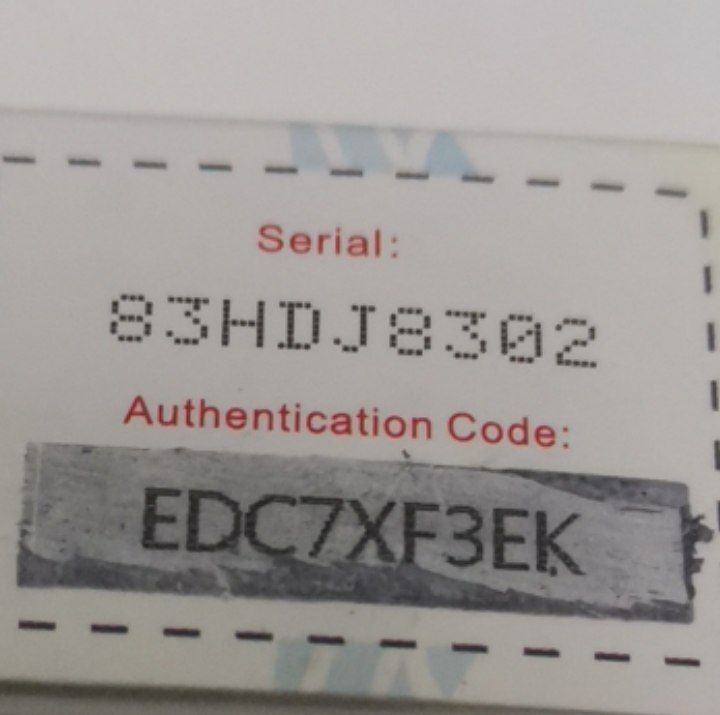 Serial:
83HDJ8302
Authentication Code:
EDC7XF3EK